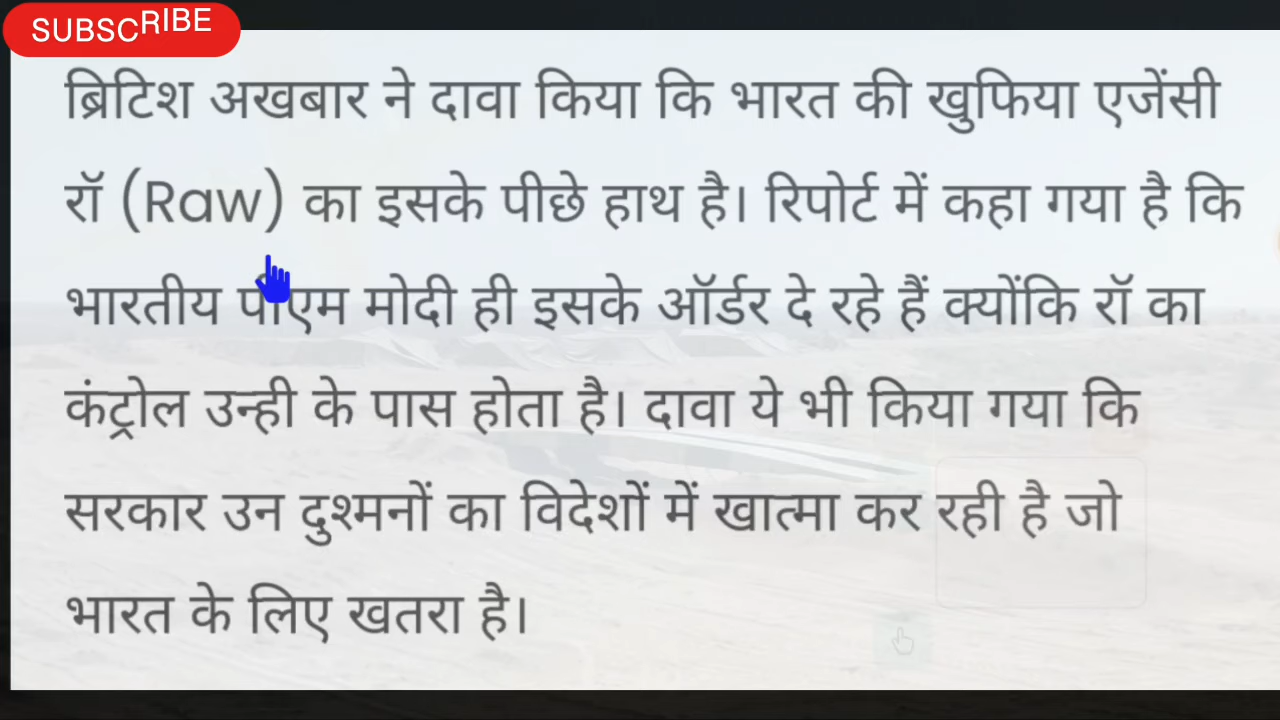 SUBSCRIBE
ब्रिटिश अखबार ने दावा किया कि भारत की खुफिया एजेंसी
रॉ (Raw) का इसके पीछे हाथ है। रिपोर्ट में कहा गया है कि
भारतीय पीएम मोदी ही इसके ऑर्डर दे रहे हैं क्योंकि रॉ का
कंट्रोल उन्ही के पास होता है। दावा ये भी किया गया कि
सरकार उन दुश्मनों का विदेशों में खात्मा कर रही है जो
भारत के लिए खतरा है।